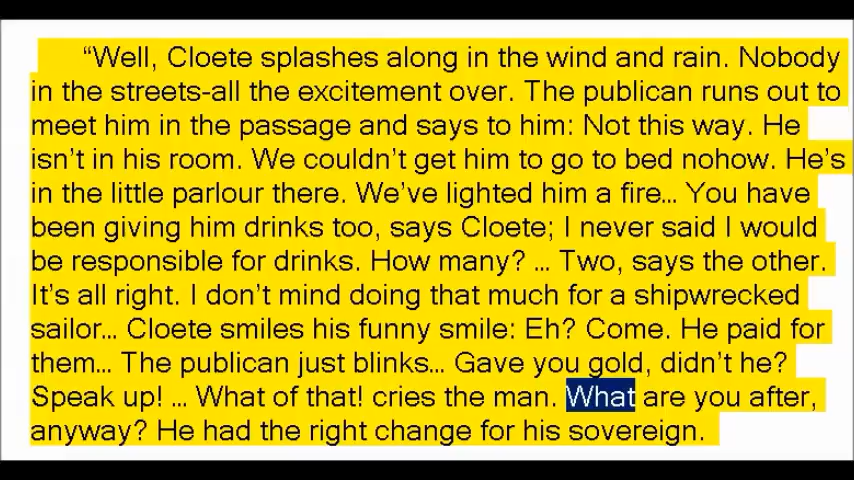 “Well, Cloete splashes along in the wind and rain. Nobody
in the streets-all the excitement over. The publican runs out to
meet him in the passage and says to him: Not this way. He
isn’t in his room. We couldn’t get him to go to bed nohow. He’s
in the little parlour there. We’ve lighted him a fire… You have
been giving him drinks too, says Cloete; I never said I would
be responsible for drinks. How many? … Two, says the other.
It’s all right. I don’t mind doing that much for a shipwrecked
sailor… Cloete smiles his funny smile: Eh? Come. He paid for
them… The publican just blinks… Gave you gold, didn’t he?
Speak up! … What of that! cries the man. What are you after,
anyway? He had the right change for his sovereign.